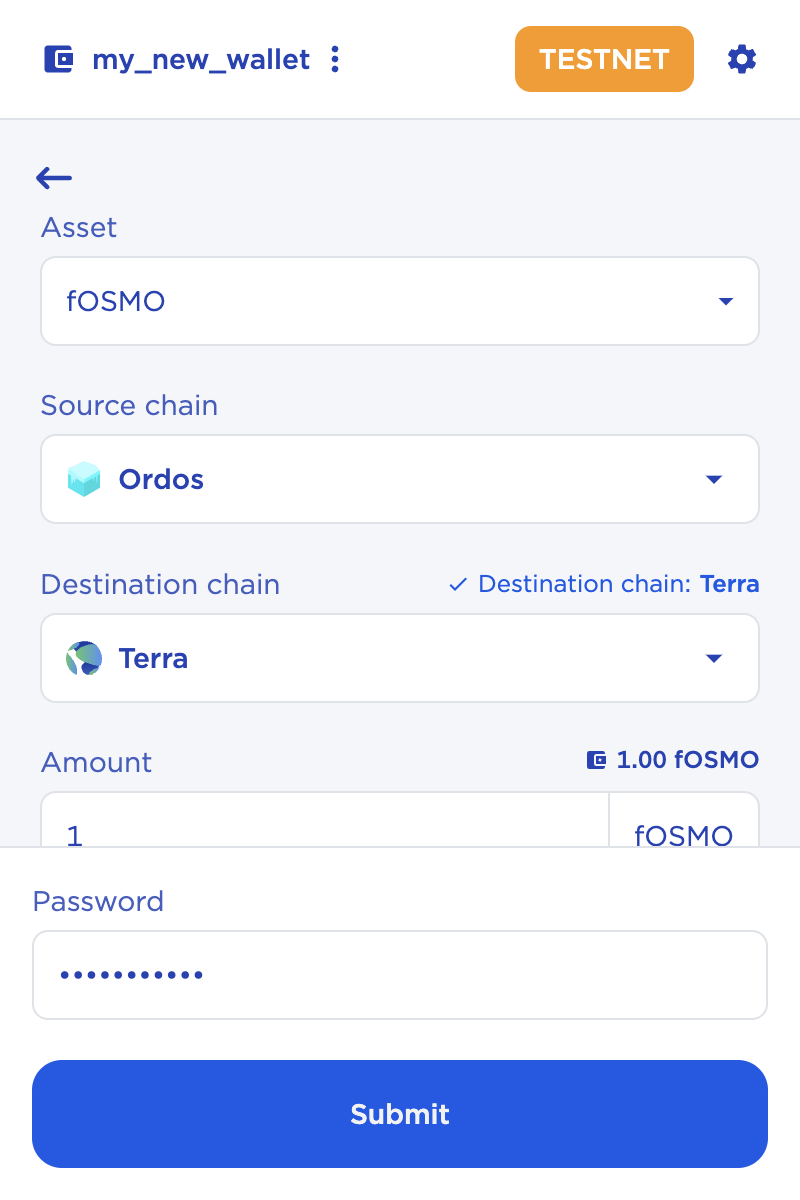 my_new_wallet
TESTNET
Asset
fOSMO
Source chain
Ordos
Destination chain
Destination chain: Terra
Terra
Amount
1.00 fOSMO
1
fOSMO
Password
•••••••••••
Submit